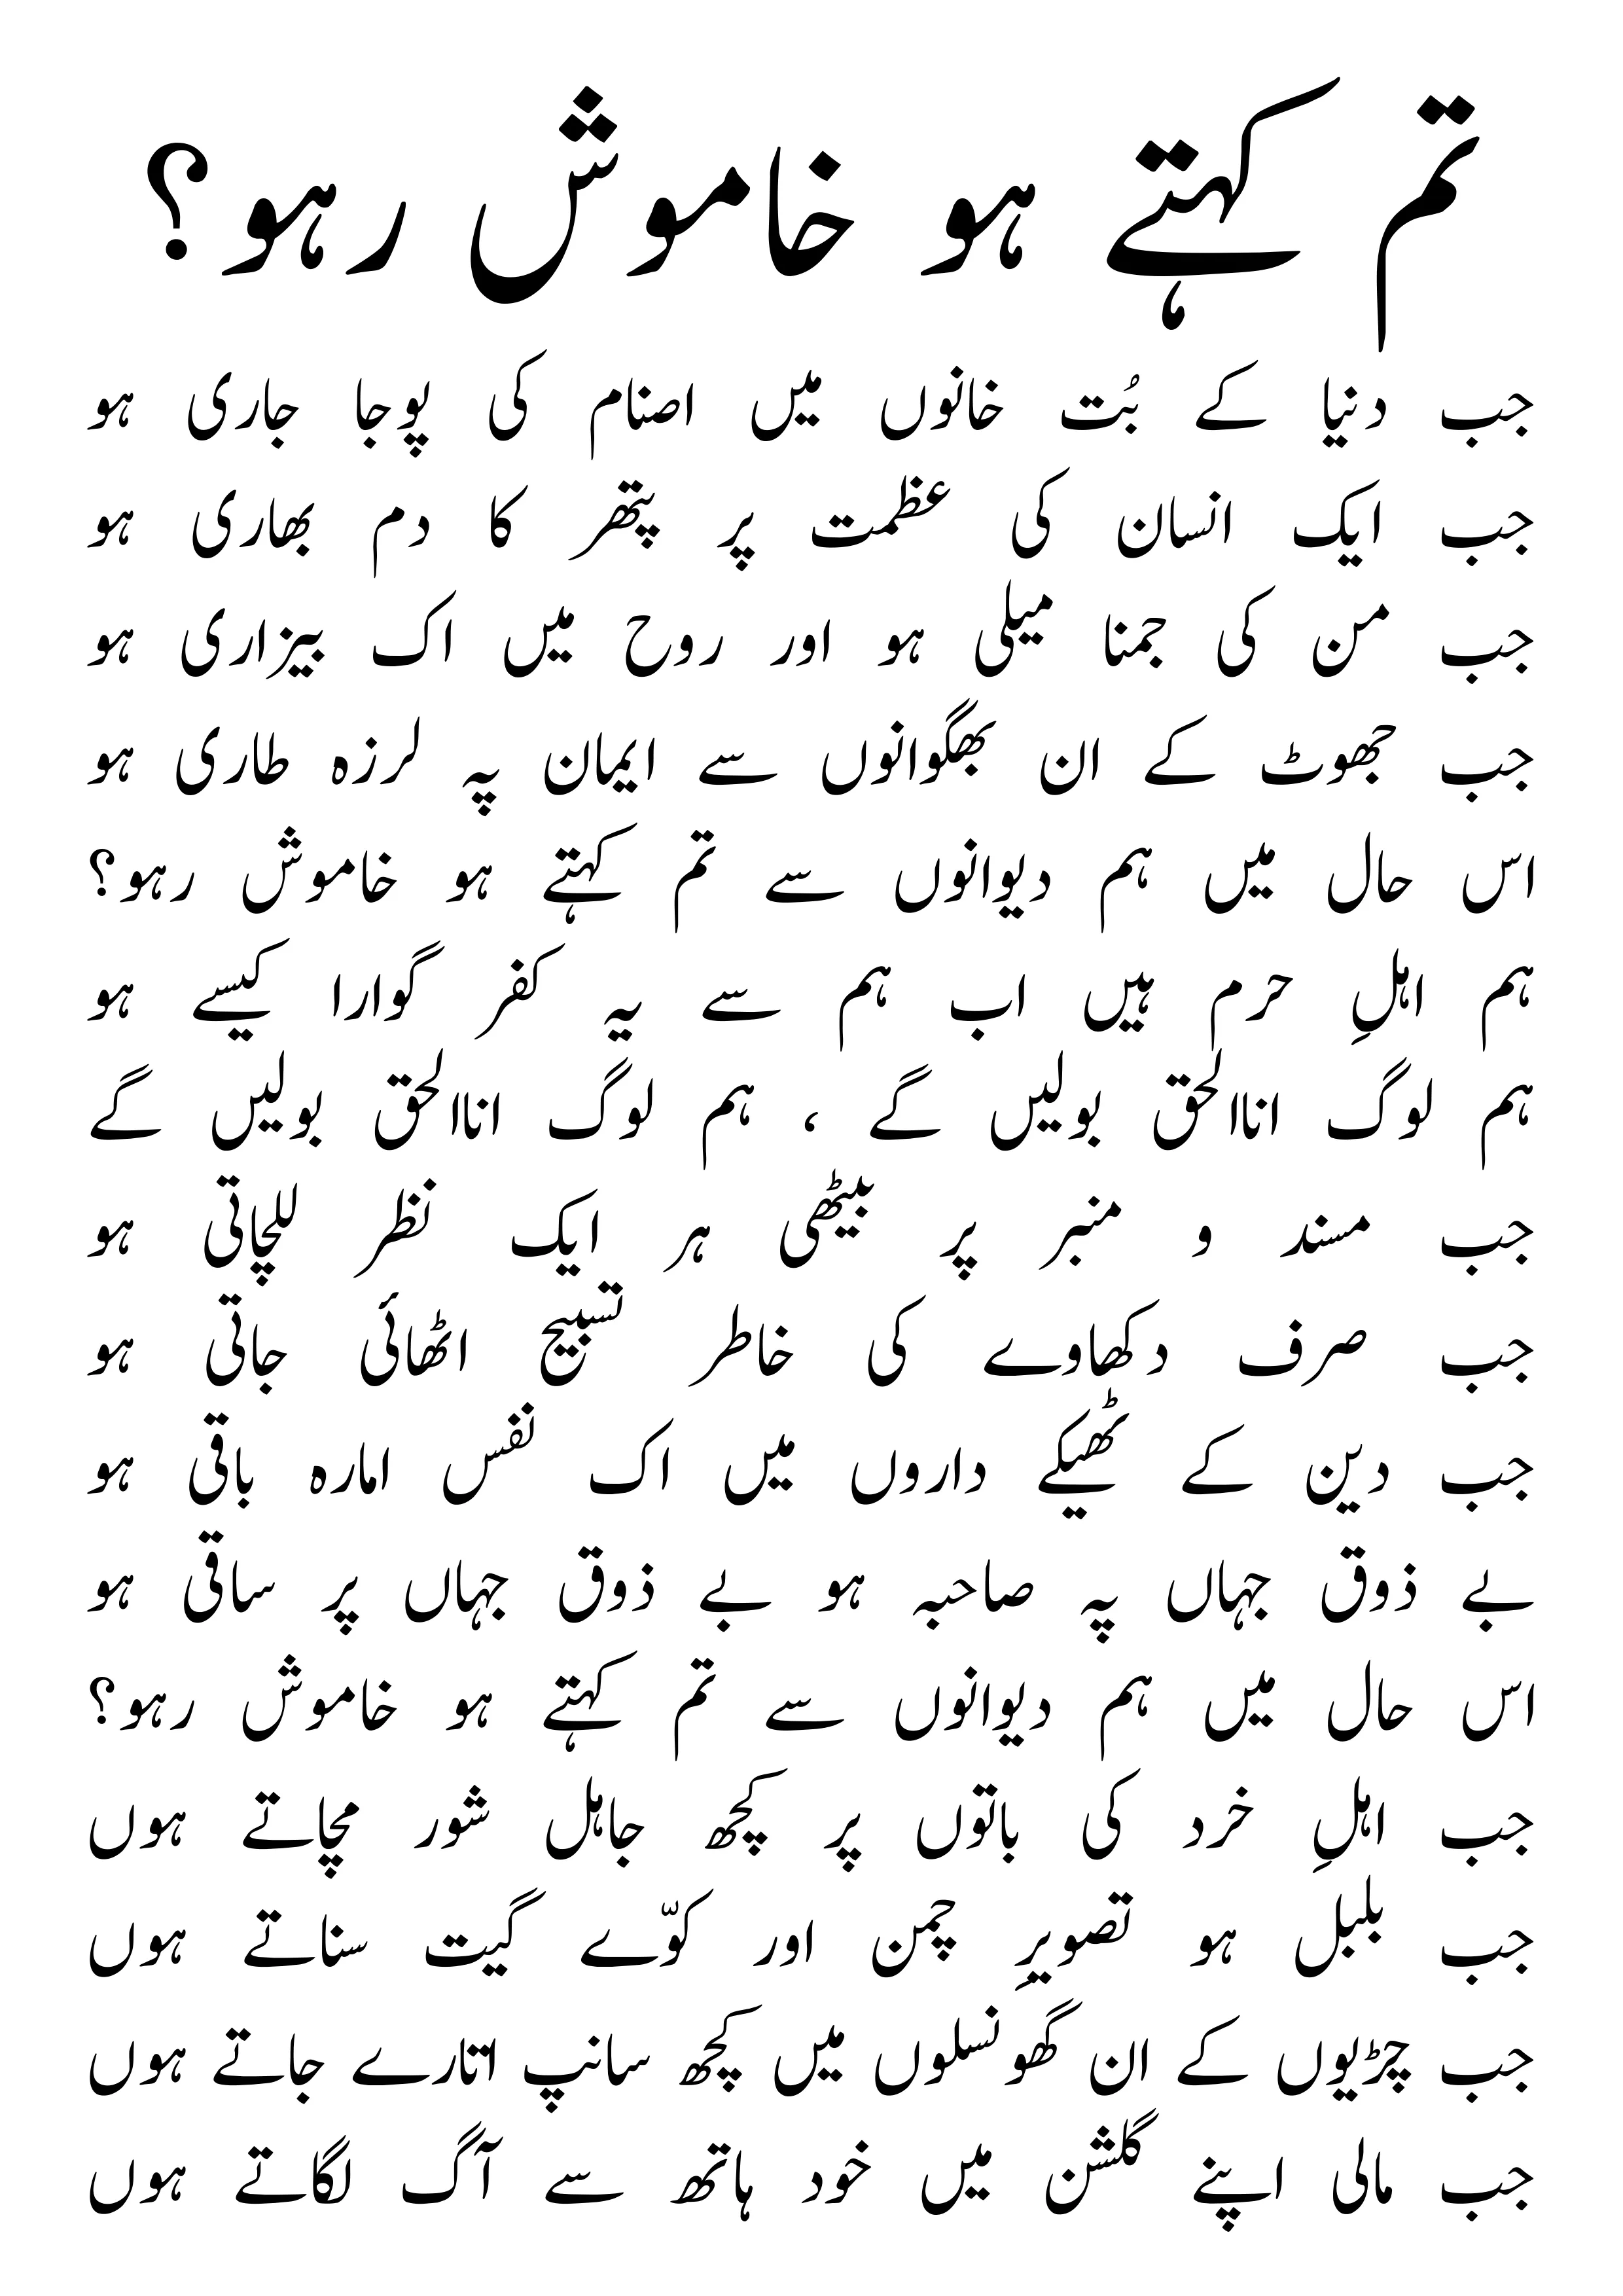 تم کہتے ہو خاموش رہو؟
جب دنیا کے بُت خانوں میں اصنام کی پوجا جاری ہو
جب ایک انسان کی عظمت پر پتھر کا دم بھاری ہو
جب من کی جمنا میلی ہو اور روح میں اک بیزاری ہو
جب جھوٹ کے ان بھگوانوں سے ایمان پہ لرزہ طاری ہو
اس حال میں ہم دیوانوں سے تم کہتے ہو خاموش رہو؟
ہم اہلِ حرم ہیں اب ہم سے یہ کفر گوارا کیسے ہو
ہم لوگ اناالحق بولیں گے ، ہم لوگ اناالحق بولیں گے
جب مسند و منبر پر بیٹھی ہر ایک نظر للچاتی ہو
جب صرف دکھاوے کی خاطر تسبیح اٹھائی جاتی ہو
جب دین کے ٹھیکے داروں میں اک نفس امارہ باقی ہو
بے ذوق جہاں پہ صاحبہ ہو بے ذوق جہاں پر ساقی ہو
اس حال میں ہم دیوانوں سے تم کہتے ہو خاموش رہو؟
جب اہلِ خرد کی باتوں پر کچھ جاہل شور مچاتے ہوں
جب بلبل ہو تصویرِ چمن اور کوّے گیت سناتے ہوں
جب چڑیوں کے ان گھونسلوں میں کچھ سانپ اتارے جاتے ہوں
جب مالی اپنے گلشن میں خود ہاتھ سے آگ لگاتے ہوں